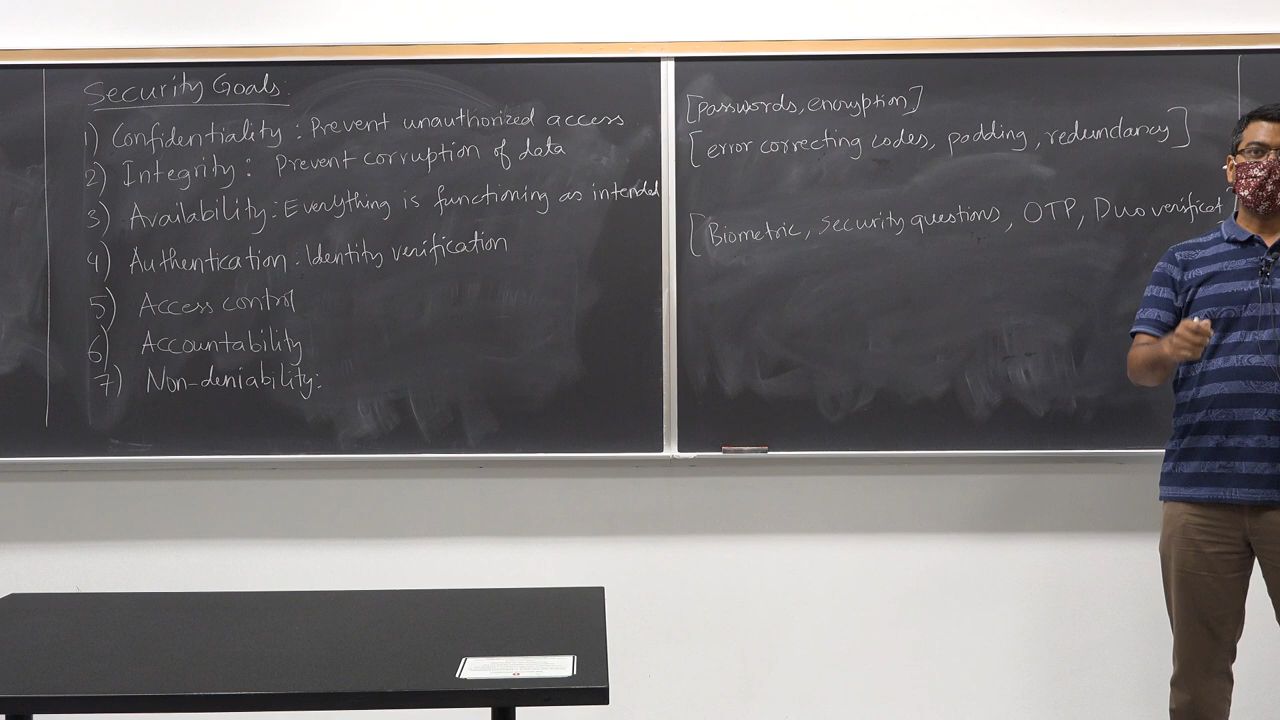 Security Goals:
1) Confidentiality : Prevent unauthorized access
2) Integrity : Prevent corruption of data
3) Availability : Everything is functioning as intended
4) Authentication : Identity verification
5) Access control
6) Accountability
7) Non-deniability:
[Passwords, encryption]
[error correcting codes, padding, redundancy]
[Biometric, security questions, OTP, Duo verificat